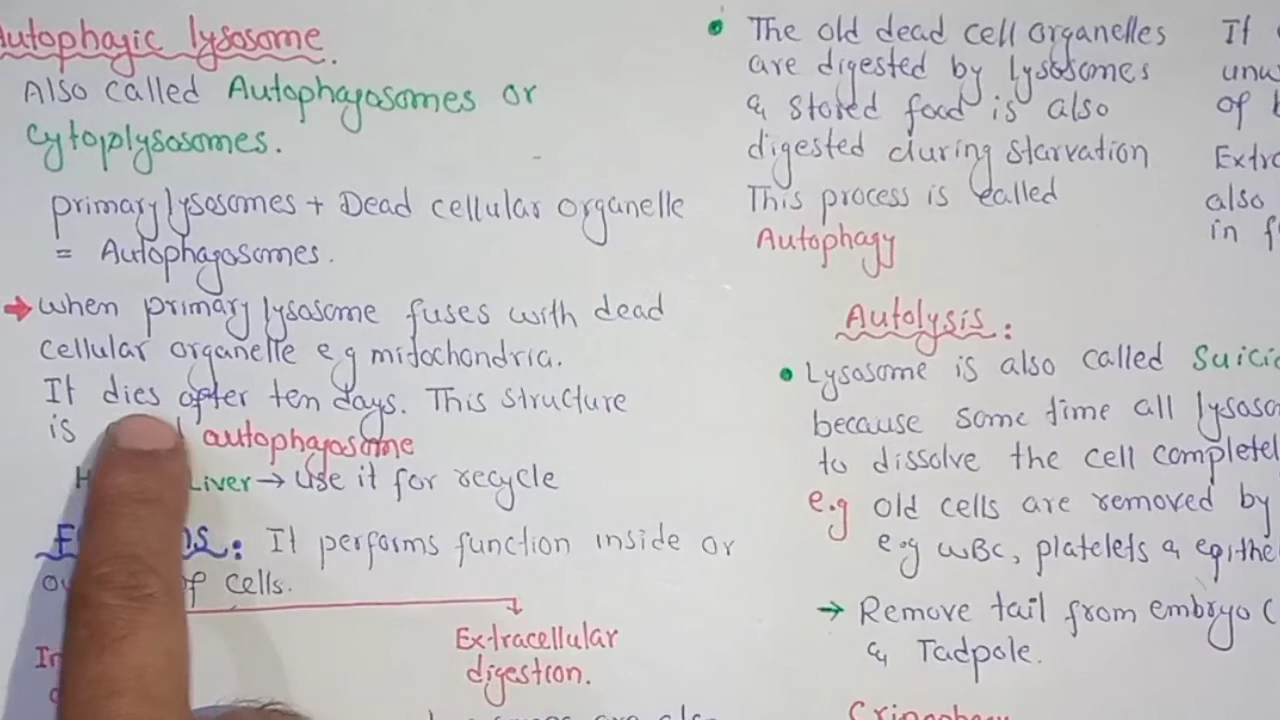 Autophagic lysosome.
Also called Autophagosomes or
Cytoplysosomes.
primary lysosomes + Dead cellular organelle
= Autophagosomes.
→ when primary lysosome fuses with dead
cellular organelle e g mitochondria.
It dies after ten days. This structure
is autophagosome
Liver → Use it for recycle
: It performs function inside or
of cells.
Extracellular
digestion.
• The old dead cell organelles
are digested by lysosomes
& stored food is also
digested during starvation
This process is called
Autophagy
Autolysis:
• Lysosome is also called
because some time all
to dissolve the cell
e.g old cells are removed by
e.g WBC, platelets &
→ Remove tail from embryo (
& Tadpole.
If
of
also
in